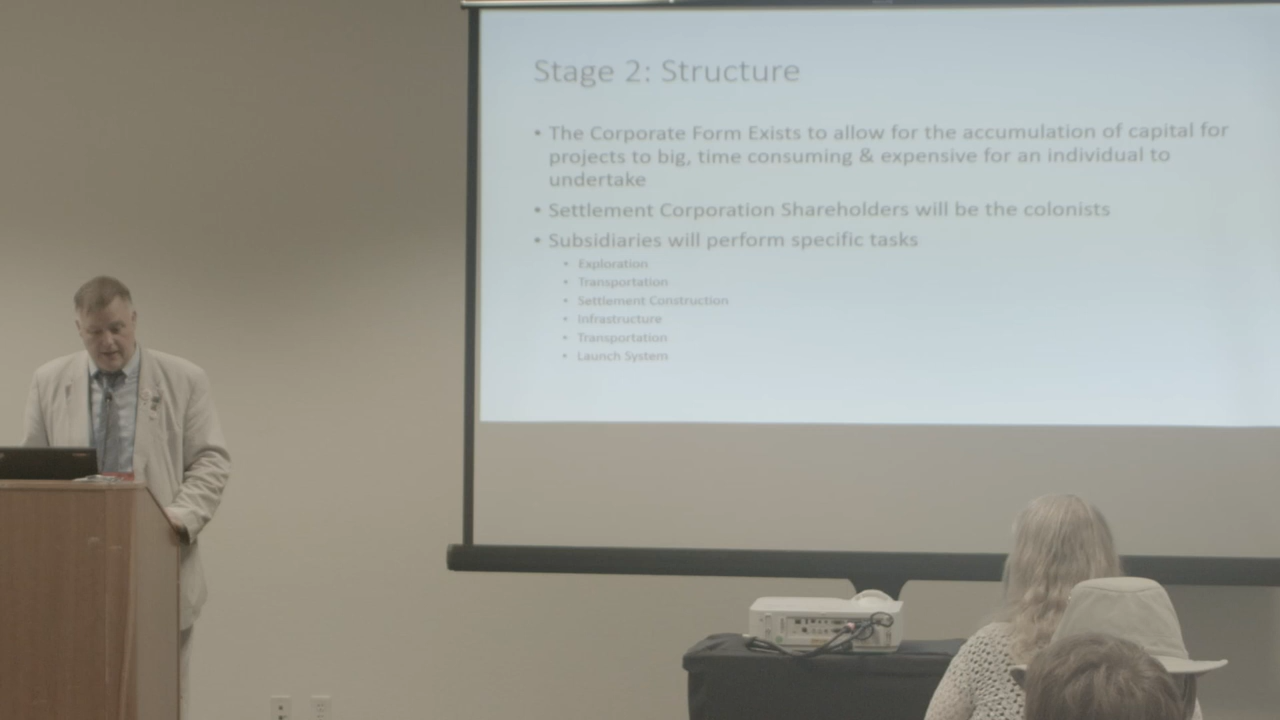 Stage 2: Structure
• The Corporate Form Exists to allow for the accumulation of capital for
projects to big, time consuming & expensive for an individual to
undertake
• Settlement Corporation Shareholders will be the colonists
• Subsidiaries will perform specific tasks
• Exploration
• Transportation
• Settlement Construction
• Infrastructure
• Transportation
• Launch System